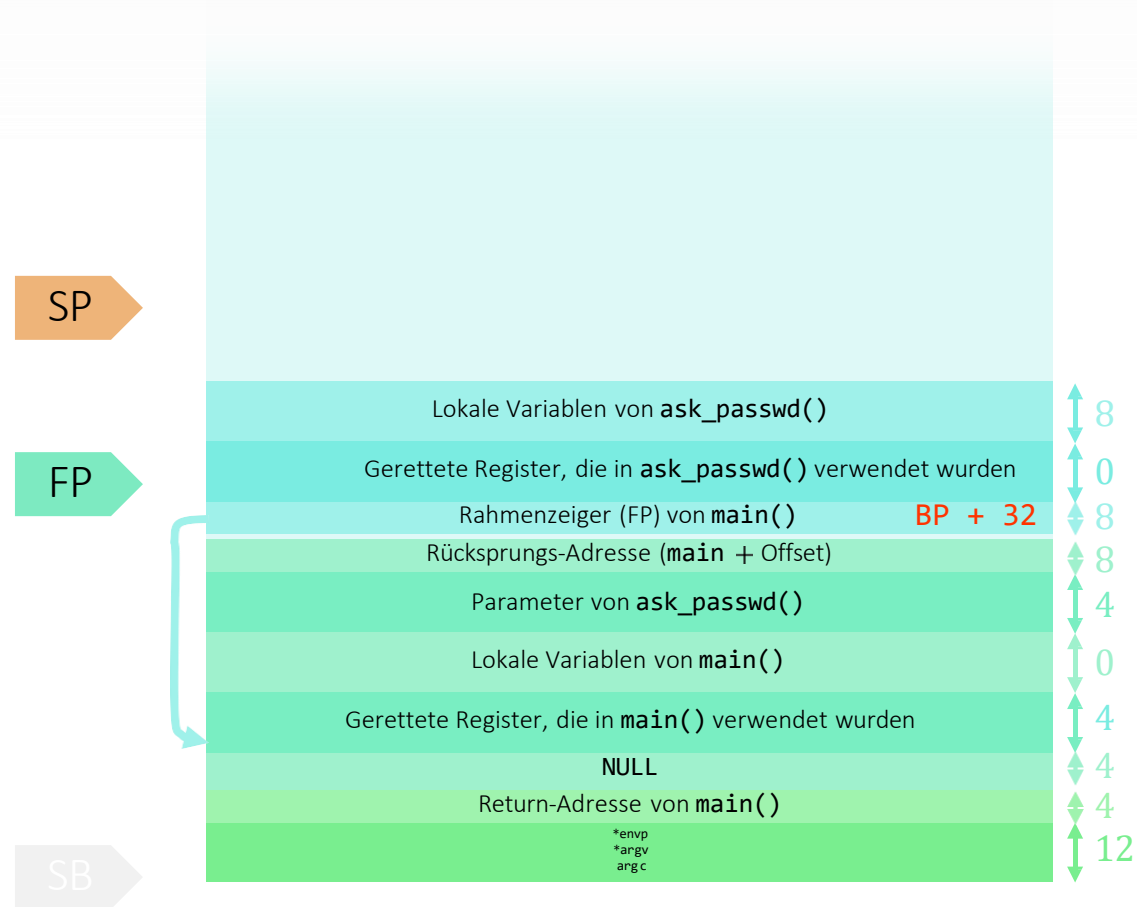 SP
Lokale Variablen von ask_passwd()
8
FP
Gerettete Register, die in ask_passwd() verwendet wurden
0
Rahmenzeiger (FP) von main()
BP + 32
8
Rücksprungs-Adresse (main + Offset)
8
Parameter von ask_passwd()
4
Lokale Variablen von main()
0
Gerettete Register, die in main() verwendet wurden
4
NULL
4
Return-Adresse von main()
4
*envp
*argv
argc
12
SB